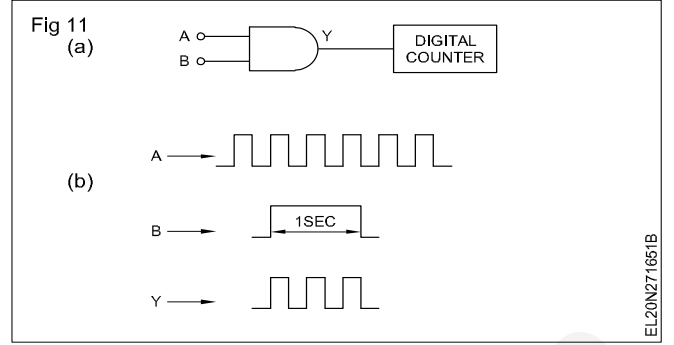 Fig 11
(a)
A
B
Y
DIGITAL
COUNTER
(b)
A
B
1SEC
Y
EL20N271651B